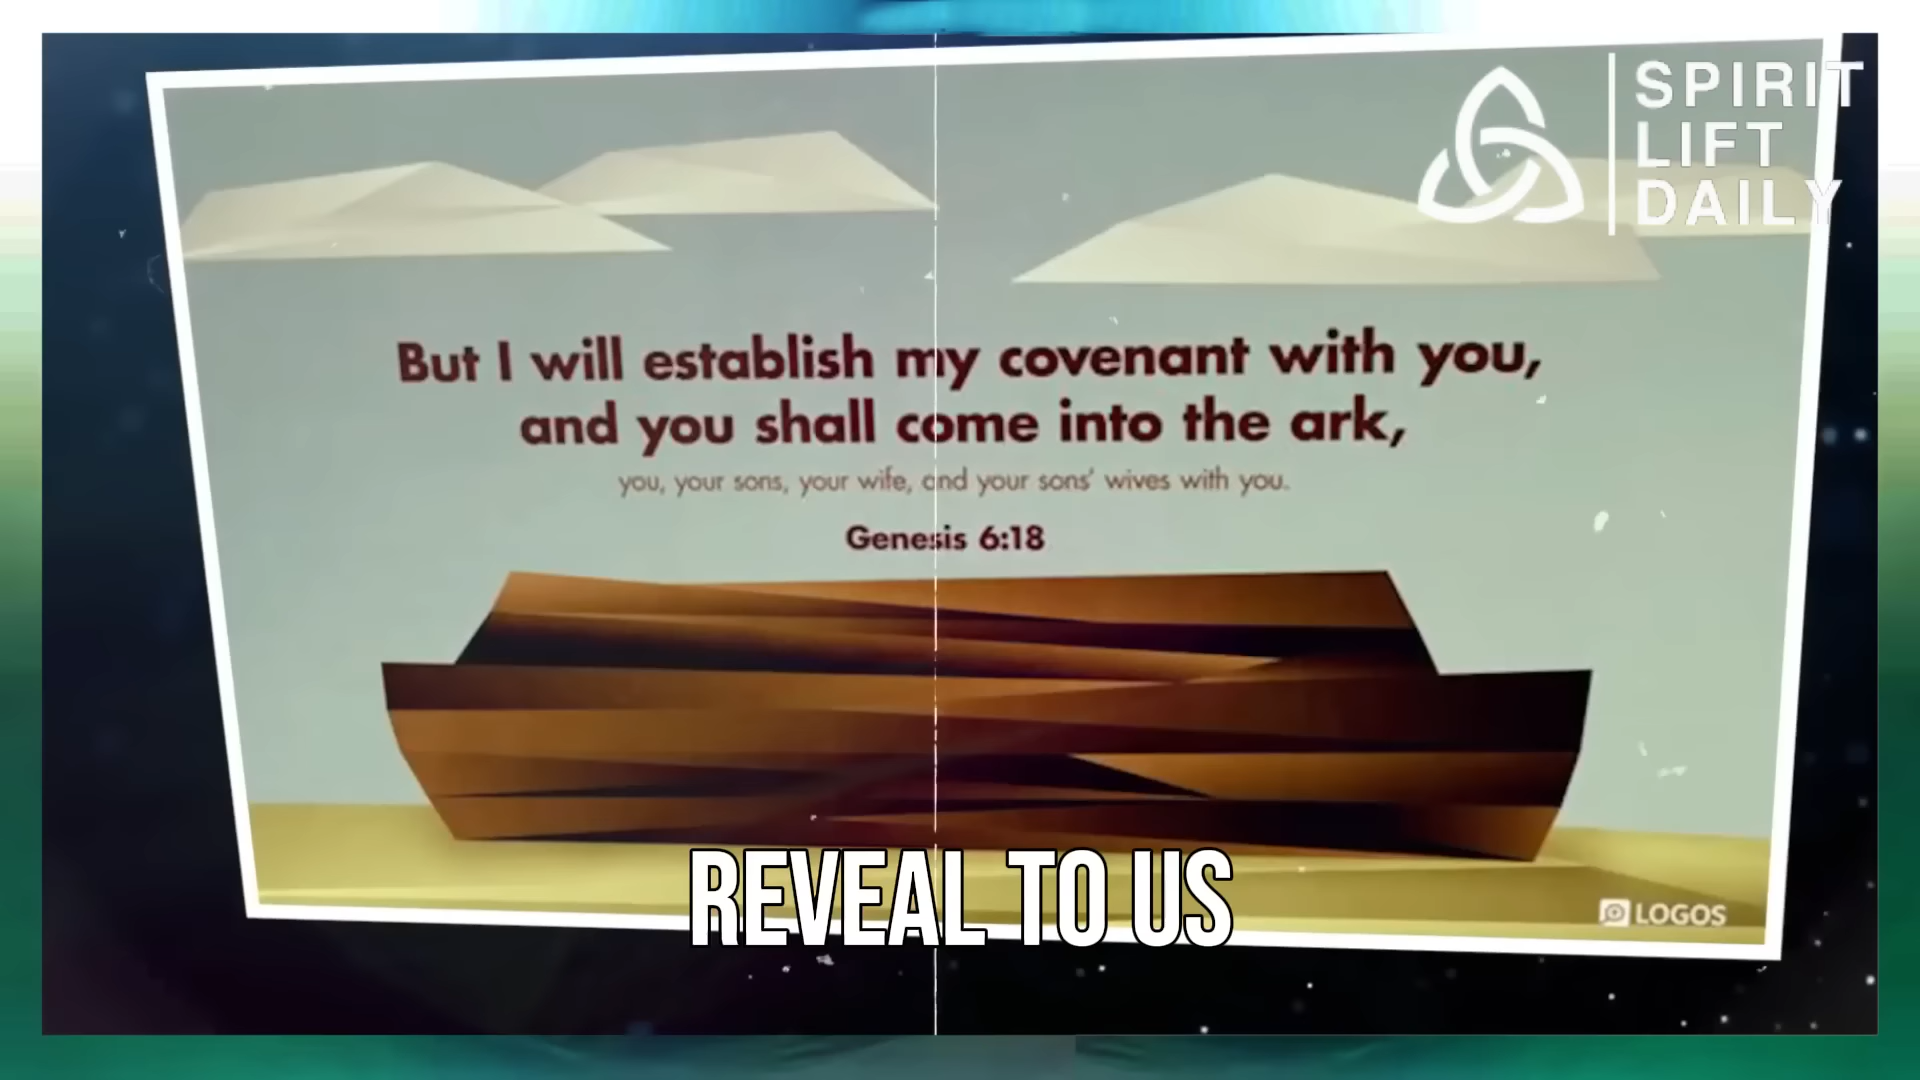 SPIRIT
LIFT
DAILY
But I will establish my covenant with you,
and you shall come into the ark,
you, your sons, your wife, and your sons' wives with you.
Genesis 6:18
REVEAL TO US
LOGOS